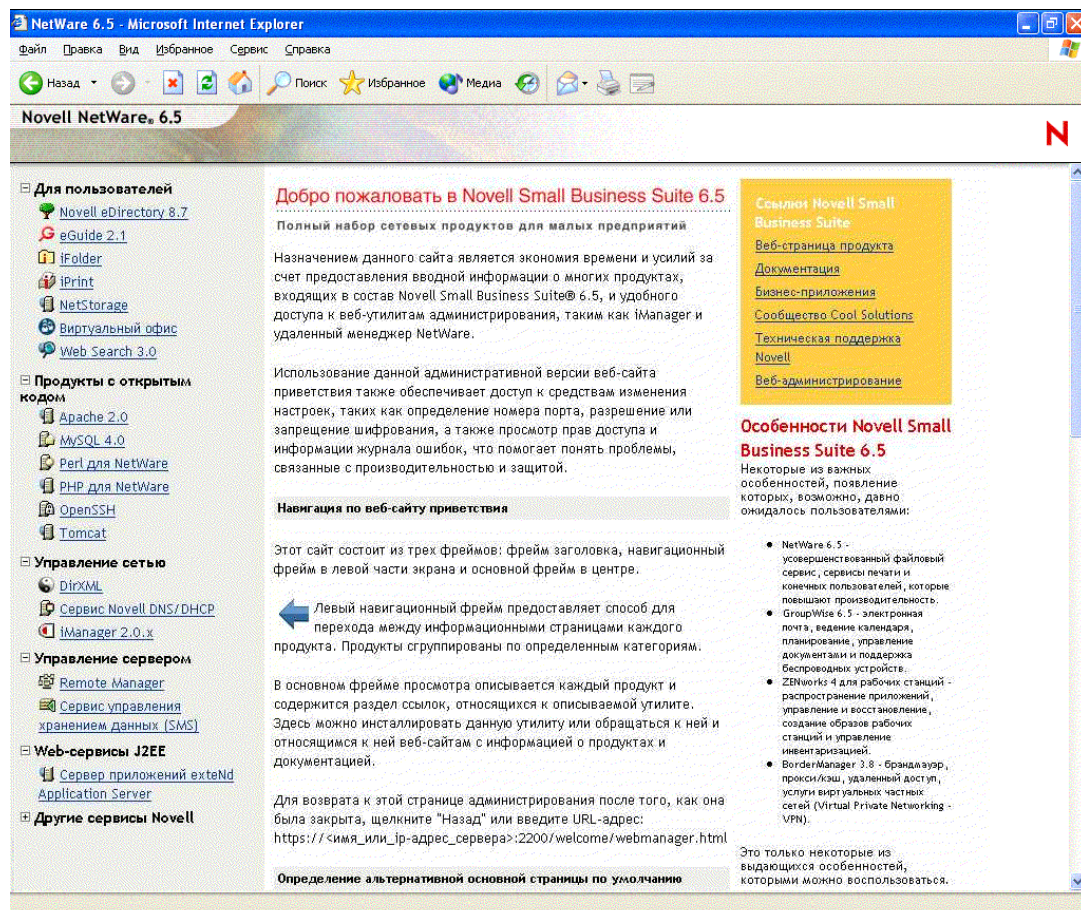 NetWare 6.5 - Microsoft Internet Explorer
Файл Правка Вид Избранное Сервис Справка
Назад Поиск Избранное Медиа
Novell NetWare® 6.5
N
Для пользователей
Novell eDirectory 8.7
eGuide 2.1
iFolder
iPrint
NetStorage
Виртуальный офис
Web Search 3.0
Продукты с открытым
кодом
Apache 2.0
MySQL 4.0
Perl для NetWare
PHP для NetWare
OpenSSH
Tomcat
Управление сетью
DirXML
Сервис Novell DNS/DHCP
iManager 2.0.x
Управление сервером
Remote Manager
Сервис управления
хранением данных (SMS)
Web-сервисы J2EE
Сервер приложений exteNd
Application Server
Другие сервисы Novell
Добро пожаловать в Novell Small Business Suite 6.5
Полный набор сетевых продуктов для малых предприятий
Назначением данного сайта является экономия времени и усилий за
счет предоставления вводной информации о многих продуктах,
входящих в состав Novell Small Business Suite® 6.5, и удобного
доступа к веб-утилитам администрирования, таким как iManager и
удаленный менеджер NetWare.
Использование данной административной версии веб-сайта
приветствия также обеспечивает доступ к средствам изменения
настроек, таких как определение номера порта, разрешение или
запрещение шифрования, а также просмотр прав доступа и
информации журнала ошибок, что помогает понять проблемы,
связанные с производительностью и защитой.
Навигация по веб-сайту приветствия
Этот сайт состоит из трех фреймов: фрейм заголовка, навигационный
фрейм в левой части экрана и основной фрейм в центре.
Левый навигационный фрейм предоставляет способ для
перехода между информационными страницами каждого
продукта. Продукты сгруппированы по определенным категориям.
В основном фрейме просмотра описывается каждый продукт и
содержится раздел ссылок, относящихся к описываемой утилите.
Здесь можно инсталлировать данную утилиту или обращаться к ней и
относящимся к ней веб-сайтам с информацией о продуктах и
документацией.
Для возврата к этой странице администрирования после того, как она
была закрыта, щелкните "Назад" или введите URL-адрес:
https://<имя_или_ip-адрес_сервера>:2200/welcome/webmanager.html
Определение альтернативной основной страницы по умолчанию
Ссылки Novell Small
Business Suite
Веб-страница продукта
Документация
Бизнес-приложения
Сообщество Cool Solutions
Техническая поддержка
Novell
Веб-администрирование
Особенности Novell Small
Business Suite 6.5
Некоторые из важных
особенностей, появление
которых, возможно, давно
ожидалось пользователями:
NetWare 6.5 -
усовершенствованный файловый
сервис, сервисы печати и
конечных пользователей, которые
повышают производительность.
GroupWise 6.5 - электронная
почта, ведение календаря,
планирование, управление
документами и поддержка
беспроводных устройств.
ZENworks 4 для рабочих станций -
распространение приложений,
управление и восстановление,
создание образов рабочих
станций и управление
инвентаризацией.
BorderManager 3.8 - брандмауэр,
прокси/кэш, удаленный доступ,
услуги виртуальных частных
сетей (Virtual Private Networking -
VPN).
Это только некоторые из
выдающихся особенностей,
которыми можно воспользоваться.